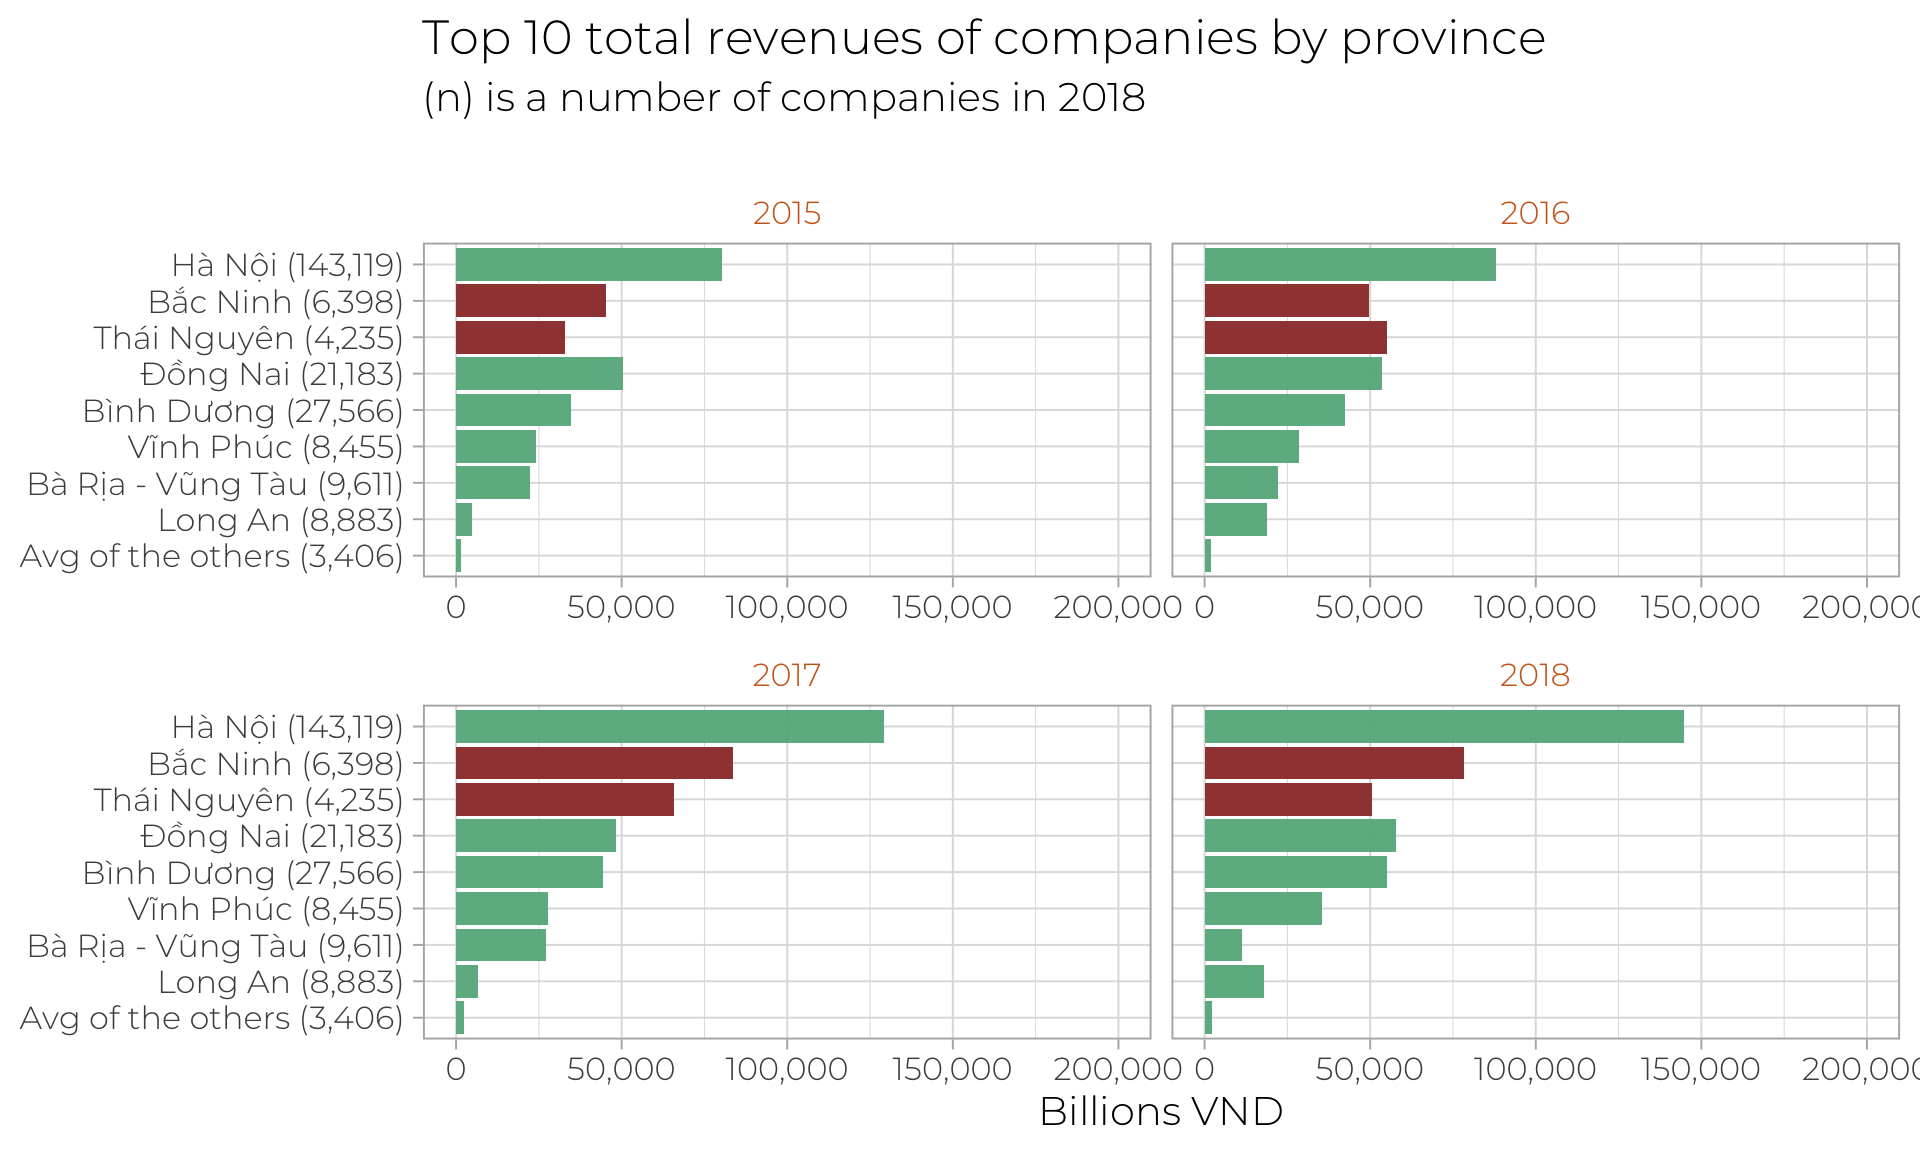 Top 10 total revenues of companies by province
(n) is a number of companies in 2018
2015
2016
Hà Nội (143,119)
Bắc Ninh (6,398)
Thái Nguyên (4,235)
Đồng Nai (21,183)
Bình Dương (27,566)
Vĩnh Phúc (8,455)
Bà Rịa - Vũng Tàu (9,611)
Long An (8,883)
Avg of the others (3,406)
0 50,000 100,000 150,000 200,000 0 50,000 100,000 150,000 200,000
2017
2018
Hà Nội (143,119)
Bắc Ninh (6,398)
Thái Nguyên (4,235)
Đồng Nai (21,183)
Bình Dương (27,566)
Vĩnh Phúc (8,455)
Bà Rịa - Vũng Tàu (9,611)
Long An (8,883)
Avg of the others (3,406)
0 50,000 100,000 150,000 200,000 0 50,000 100,000 150,000 200,000
Billions VND